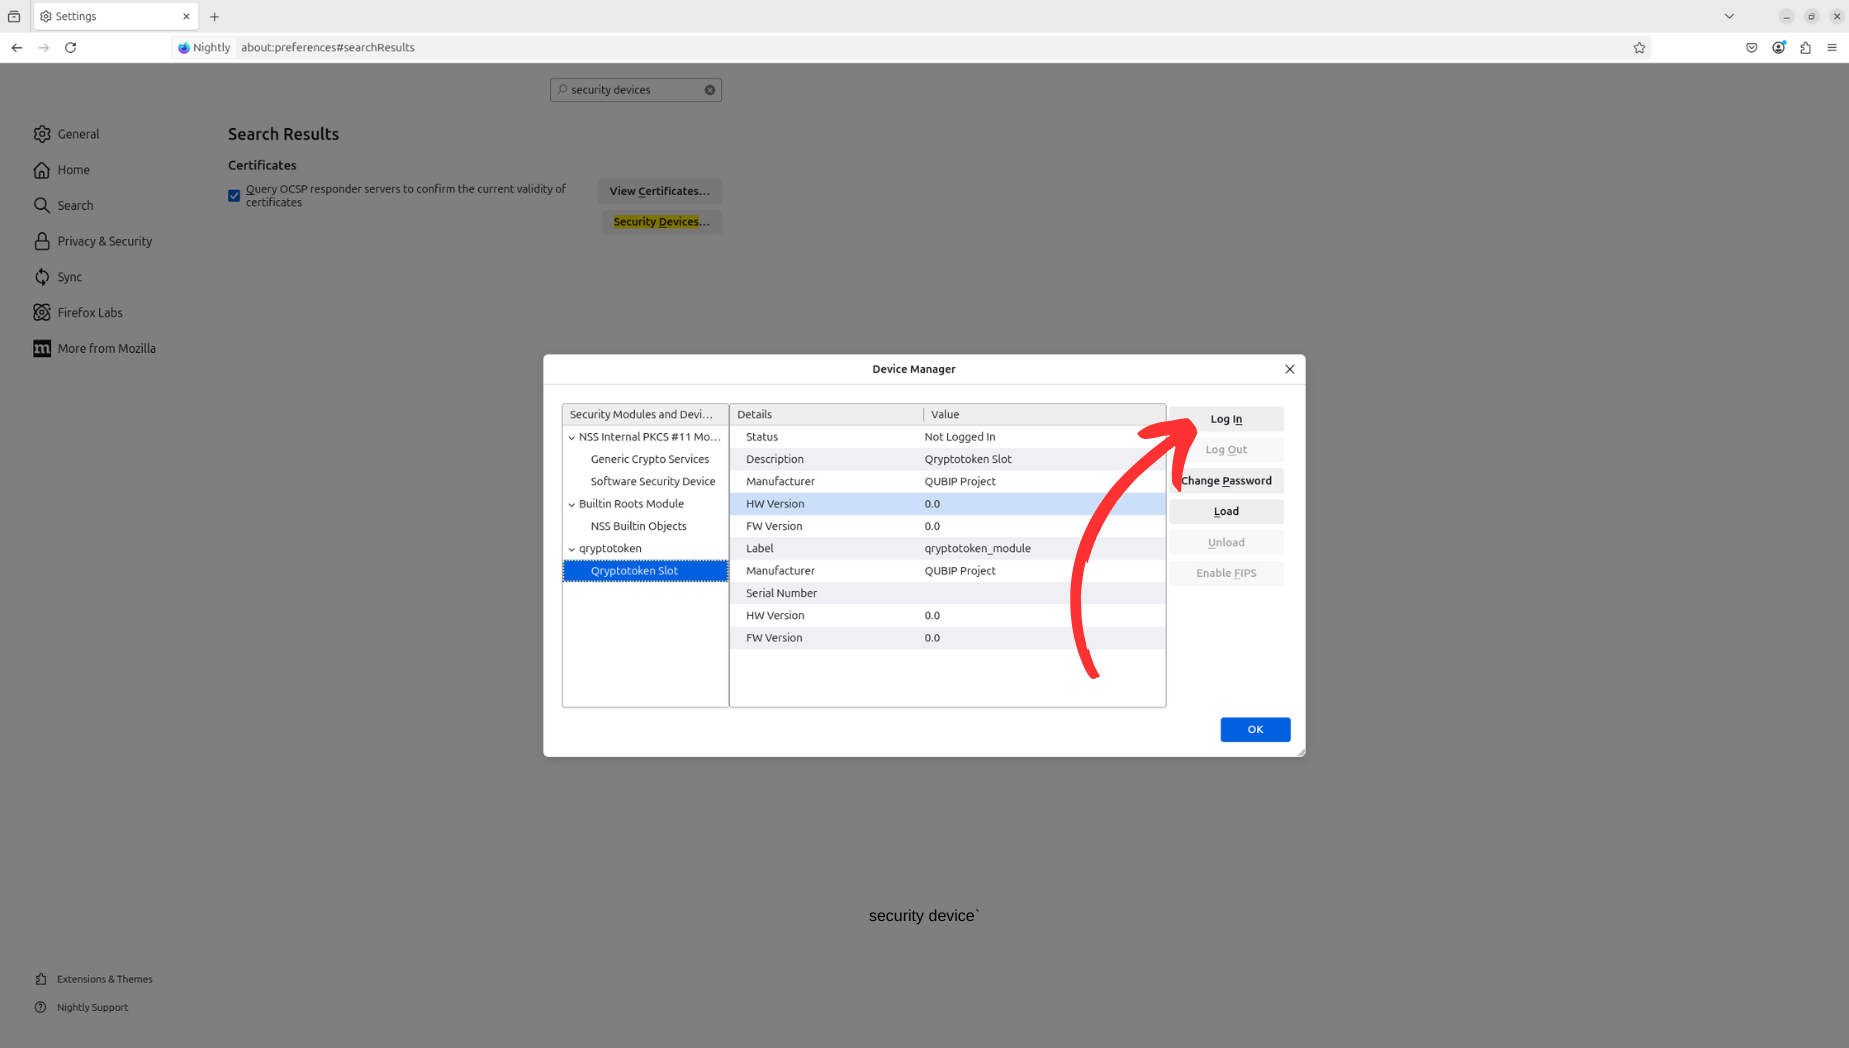 Settings
Nightly about:preferences#searchResults
security devices
General
Home
Search
Privacy & Security
Sync
Firefox Labs
More from Mozilla
Search Results
Certificates
Query OCSP responder servers to confirm the current validity of
certificates
View Certificates...
Security Devices...
Device Manager
Security Modules and Devi...
NSS Internal PKCS #11 Mo...
Generic Crypto Services
Software Security Device
Builtin Roots Module
NSS Builtin Objects
qryptotoken
Qryptotoken Slot
Details Value
Status Not Logged In
Description Qryptotoken Slot
Manufacturer QUBIP Project
HW Version 0.0
FW Version 0.0
Label qryptotoken_module
Manufacturer QUBIP Project
Serial Number
HW Version 0.0
FW Version 0.0
Log In
Log Out
Change Password
Load
Unload
Enable FIPS
OK
security device`
Extensions & Themes
Nightly Support